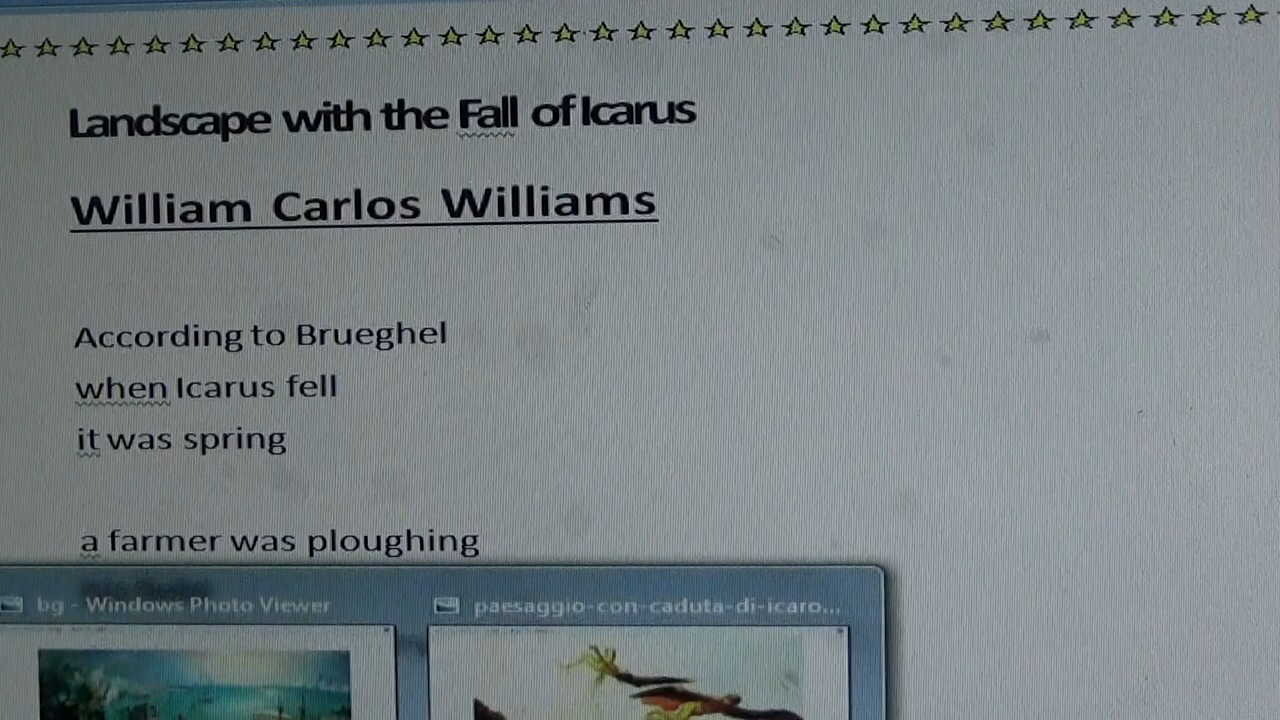 Landscape with the Fall of Icarus
William Carlos Williams
According to Brueghel
when Icarus fell
it was spring
a farmer was ploughing
bg - Windows Photo Viewer
paesaggio-con-caduta-di-icaro...